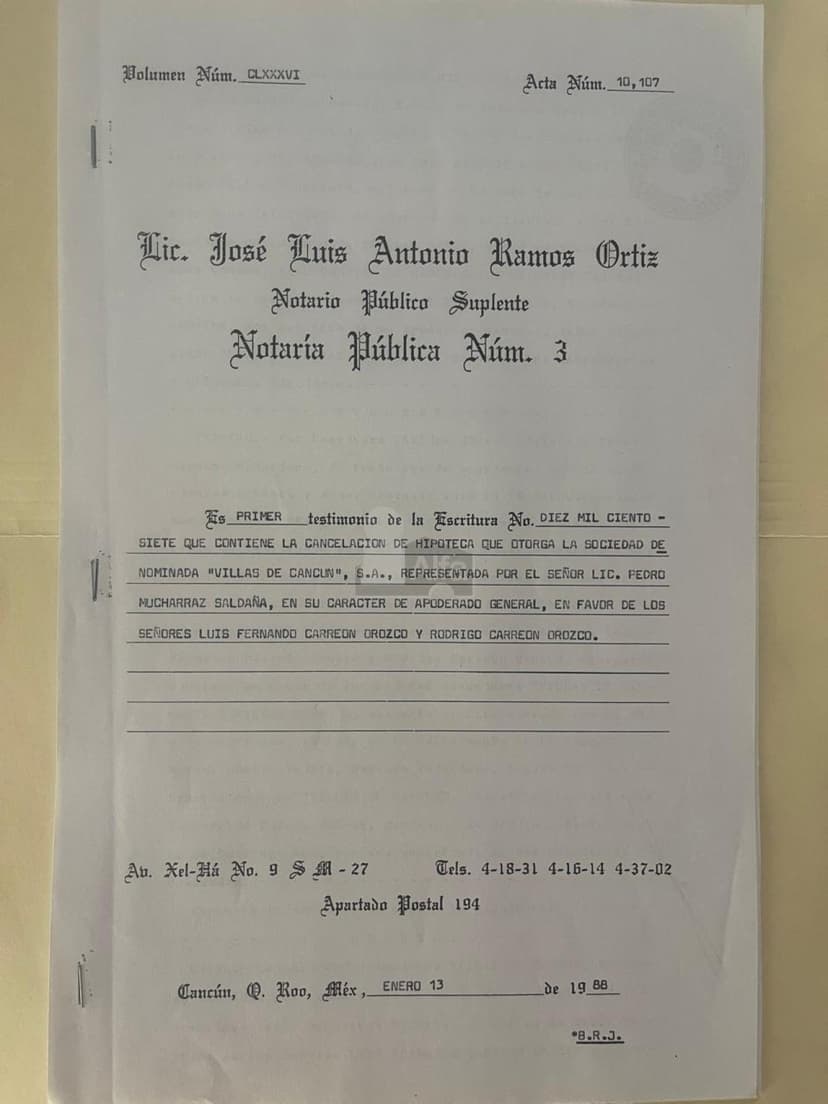 Volumen Núm. CLXXXVI
Acta Núm. 10,107
Lic. José Luis Antonio Ramos Ortiz
Notario Público Suplente
Notaría Pública Núm. 3
Es PRIMER testimonio de la Escritura No. DIEZ MIL CIENTO -
SIETE QUE CONTIENE LA CANCELACION DE HIPOTECA QUE OTORGA LA SOCIEDAD DE
NOMINADA "VILLAS DE CANCUN", S.A., REPRESENTADA POR EL SEÑOR LIC. PEDRO
MUCHARRAZ SALDAÑA, EN SU CARACTER DE APODERADO GENERAL, EN FAVOR DE LOS
SEÑORES LUIS FERNANDO CARREON OROZCO Y RODRIGO CARREON OROZCO.
Av. Xel-Há No. 9 S M - 27 Tels. 4-18-31 4-16-14 4-37-02
Apartado Postal 194
Cancún, Q. Roo, Méx, ENERO 13 de 19 88
*B.R.J.